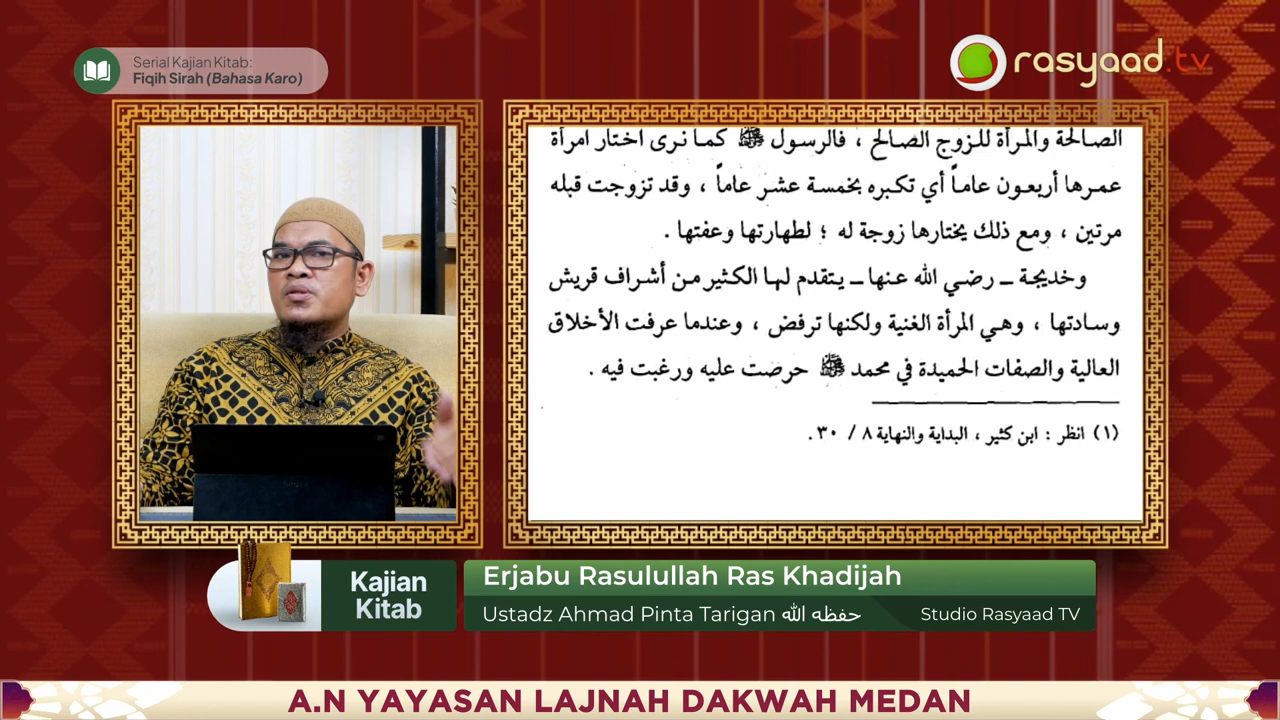 Serial Kajian Kitab:
Fiqih Sirah (Bahasa Karo)
rasyaad.tv
الصالحة والمرأة للزوج الصالح ، فالرسول ﷺ كما نرى اختار امرأة
عمرها أربعون عاماً أي تكبره بخمسة عشر عاماً ، وقد تزوجت قبله
مرتين ، ومع ذلك يختارها زوجة له ؛ لطهارتها وعفتها .
وخديجة ــ رضي الله عنها ــ يتقدم لها الكثير من أشراف قريش
وسادتها ، وهي المرأة الغنية ولكنها ترفض ، وعندما عرفت الأخلاق
العالية والصفات الحميدة في محمد ﷺ حرصت عليه ورغبت فيه .
(١) انظر : ابن كثير ، البداية والنهاية ٨ / ٣٠ .
Kajian
Kitab
Erjabu Rasulullah Ras Khadijah
Ustadz Ahmad Pinta Tarigan حفظه الله
Studio Rasyaad TV
A.N YAYASAN LAJNAH DAKWAH MEDAN